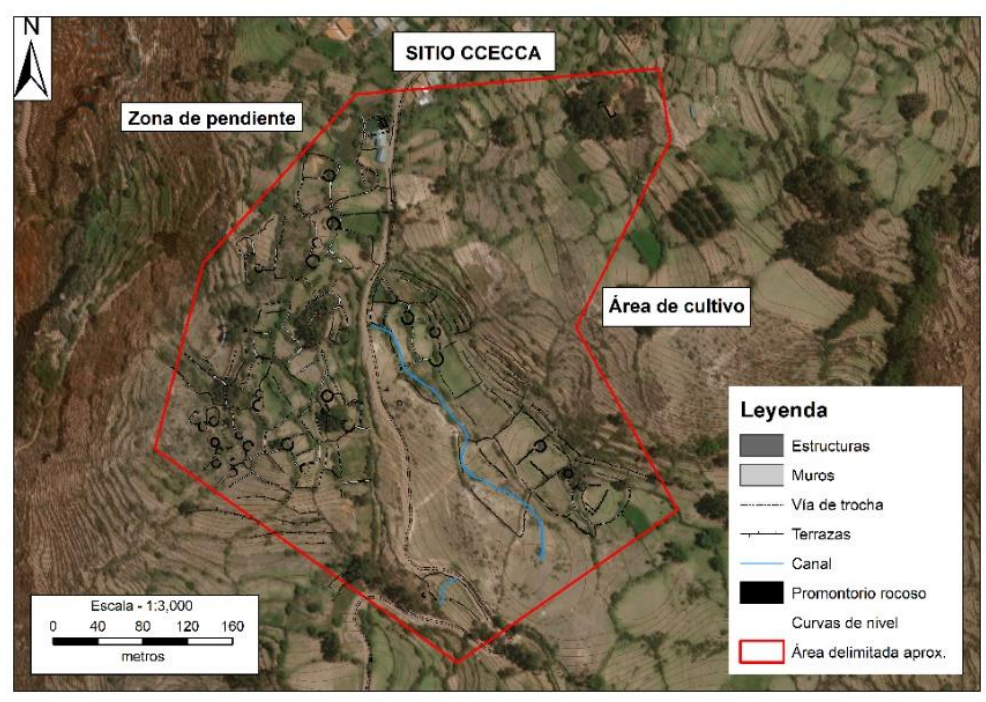 N
SITIO CCECCA
Zona de pendiente
Área de cultivo
Leyenda
Estructuras
Muros
Vía de trocha
Terrazas
Canal
Promontorio rocoso
Curvas de nivel
Área delimitada aprox.
Escala - 1:3,000
0 40 80 120 160
metros